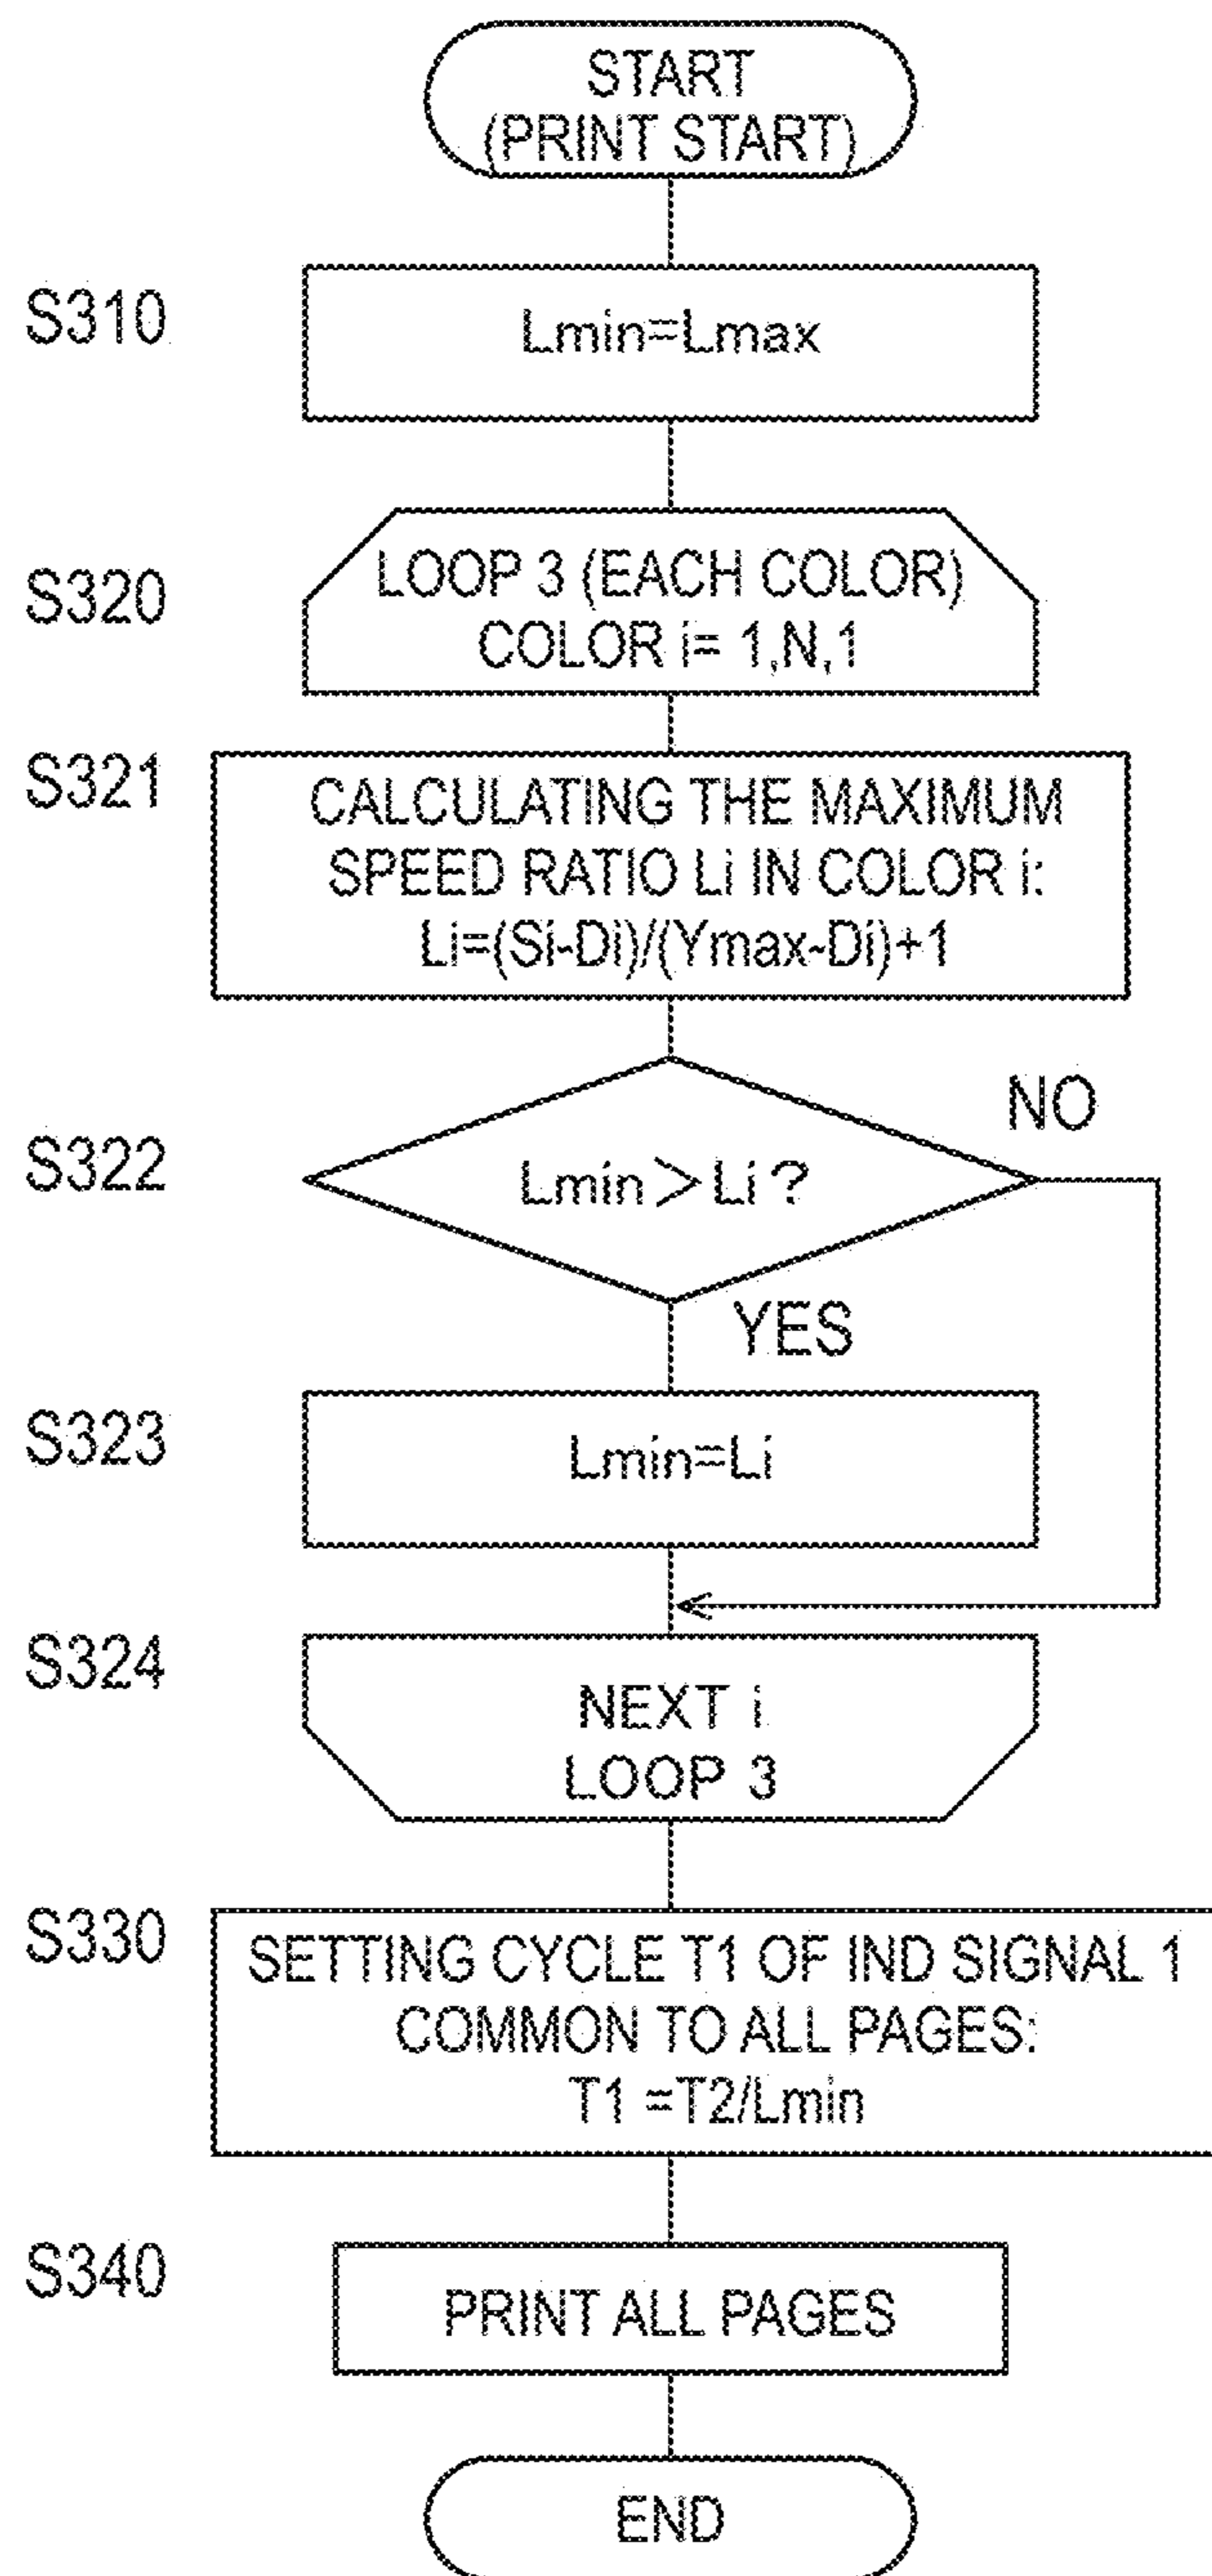 START
(PRINT START)
S310
Lmin=Lmax
S320
LOOP 3 (EACH COLOR)
COLOR i= 1,N,1
S321
CALCULATING THE MAXIMUM
SPEED RATIO Li IN COLOR i:
Li=(Si-Di)/(Ymax-Di)+1
S322
Lmin>Li ?
NO
YES
S323
Lmin=Li
S324
NEXT i
LOOP 3
S330
SETTING CYCLE T1 OF IND SIGNAL 1
COMMON TO ALL PAGES:
T1 =T2/Lmin
S340
PRINT ALL PAGES
END